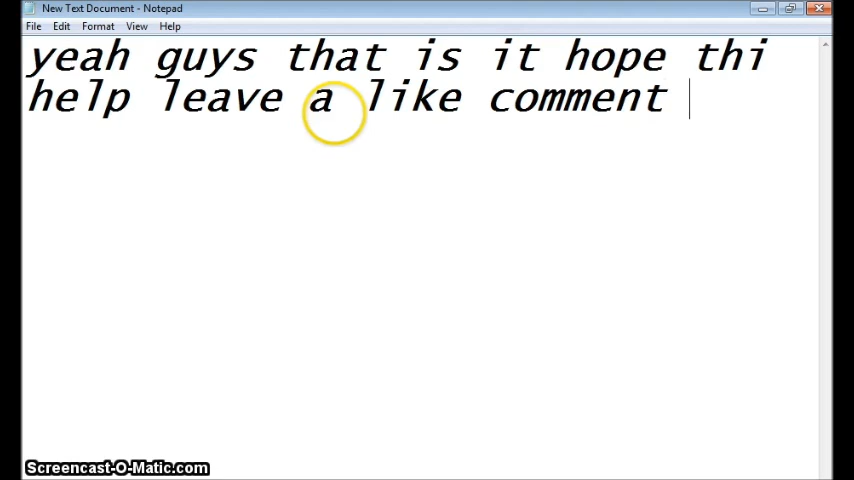 New Text Document - Notepad
File Edit Format View Help
yeah guys that is it hope thi
help leave a like comment
Screencast-O-Matic.com